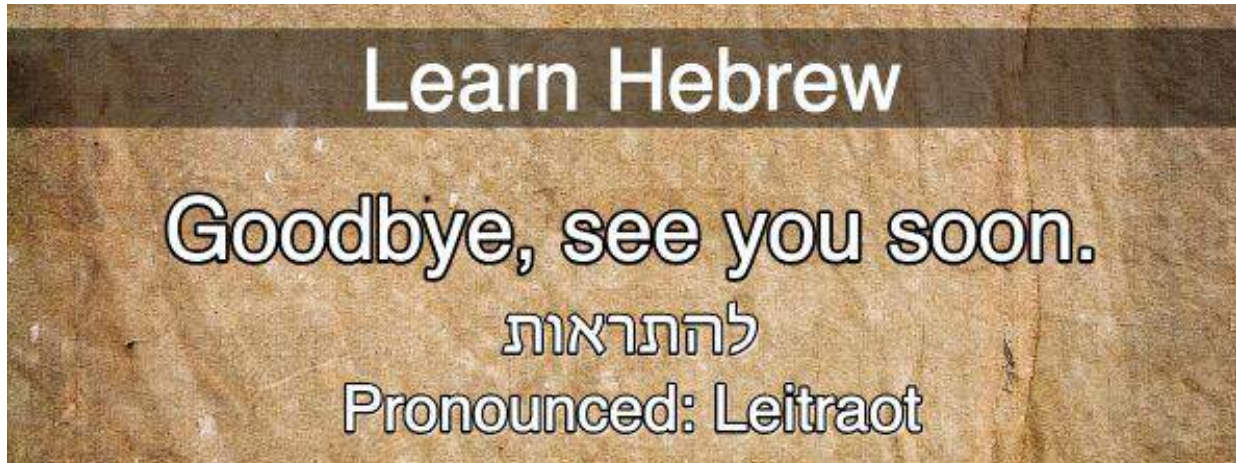 Learn Hebrew
Goodbye, see you soon.
להתראות
Pronounced: Leitraot